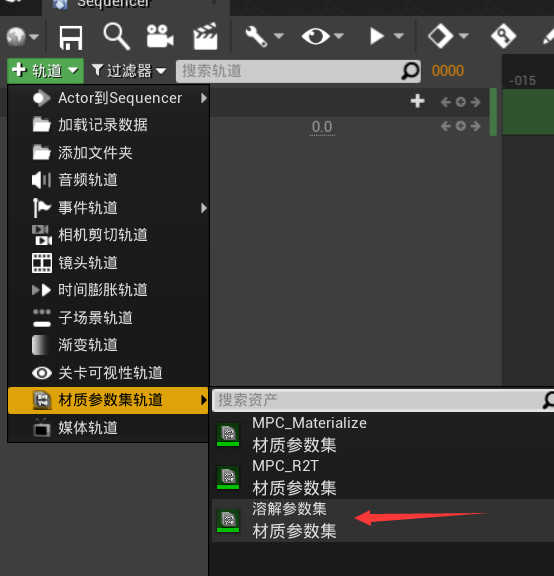 Sequencer
轨道
过滤器
搜索轨道
0000
-015
Actor到Sequencer
加载记录数据
0.0
添加文件夹
音频轨道
事件轨道
相机剪切轨道
镜头轨道
时间膨胀轨道
子场景轨道
渐变轨道
关卡可视性轨道
材质参数集轨道
媒体轨道
搜索资产
MPC_Materialize
材质参数集
MPC_R2T
材质参数集
溶解参数集
材质参数集